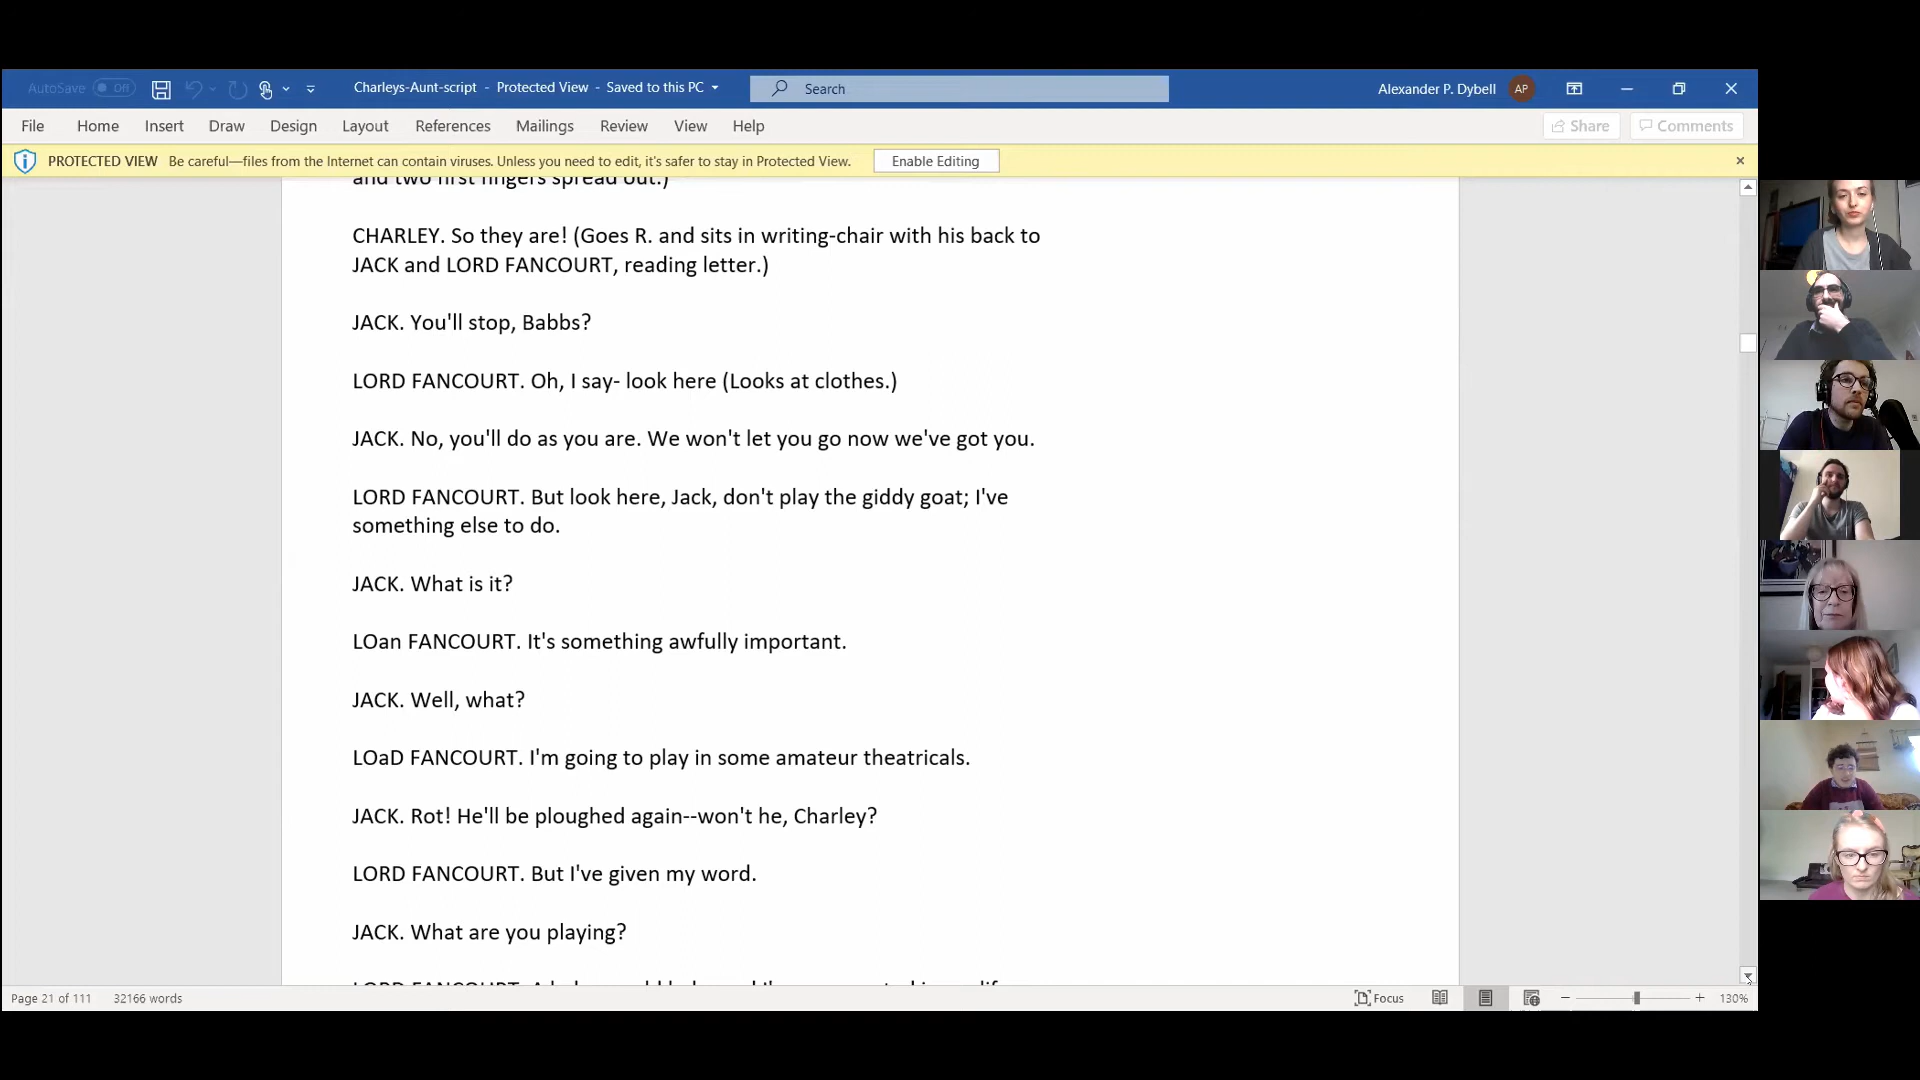 AutoSave Off Charleys-Aunt-script - Protected View - Saved to this PC Search Alexander P. Dybell AP
File Home Insert Draw Design Layout References Mailings Review View Help Share Comments
PROTECTED VIEW Be careful—files from the Internet can contain viruses. Unless you need to edit, it's safer to stay in Protected View. Enable Editing
and two first fingers spread out.)
CHARLEY. So they are! (Goes R. and sits in writing-chair with his back to
JACK and LORD FANCOURT, reading letter.)
JACK. You'll stop, Babbs?
LORD FANCOURT. Oh, I say- look here (Looks at clothes.)
JACK. No, you'll do as you are. We won't let you go now we've got you.
LORD FANCOURT. But look here, Jack, don't play the giddy goat; I've
something else to do.
JACK. What is it?
LOan FANCOURT. It's something awfully important.
JACK. Well, what?
LOaD FANCOURT. I'm going to play in some amateur theatricals.
JACK. Rot! He'll be ploughed again--won't he, Charley?
LORD FANCOURT. But I've given my word.
JACK. What are you playing?
LORD FANCOURT.
Page 21 of 111 32166 words Focus 130%